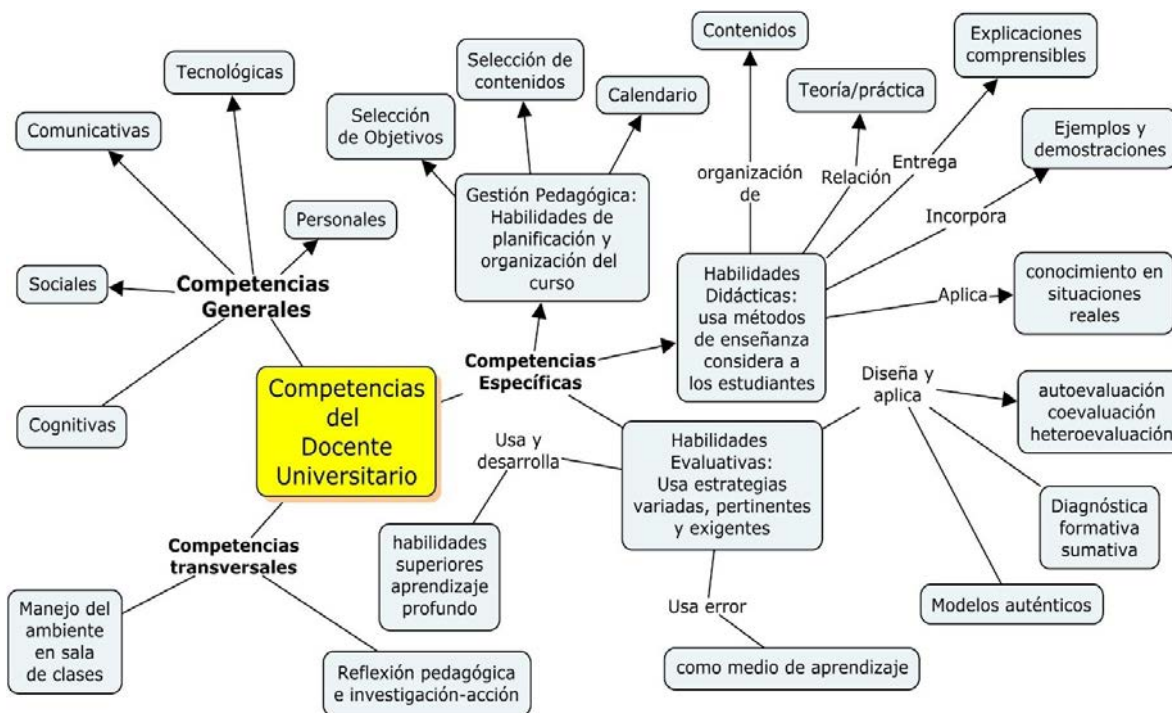 Contenidos
Explicaciones
comprensibles
Tecnológicas
Selección de
contenidos
Calendario
Teoría/práctica
Comunicativas
Selección
de Objetivos
Ejemplos y
demostraciones
organización
de
Relación
Entrega
Incorpora
Gestión Pedagógica:
Habilidades de
planificación y
organización del
curso
Personales
Sociales
Competencias
Generales
Habilidades
Didácticas:
usa métodos
de enseñanza
considera a
los estudiantes
Aplica
conocimiento en
situaciones
reales
Competencias
Específicas
Competencias
del
Docente
Universitario
Cognitivas
Diseña y
aplica
autoevaluación
coevaluación
heteroevaluación
Usa y
desarrolla
Habilidades
Evaluativas:
Usa estrategias
variadas, pertinentes
y exigentes
Diagnóstica
formativa
sumativa
Competencias
transversales
habilidades
superiores
aprendizaje
profundo
Modelos auténticos
Manejo del
ambiente
en sala
de clases
Usa error
Reflexión pedagógica
e investigación-acción
como medio de aprendizaje